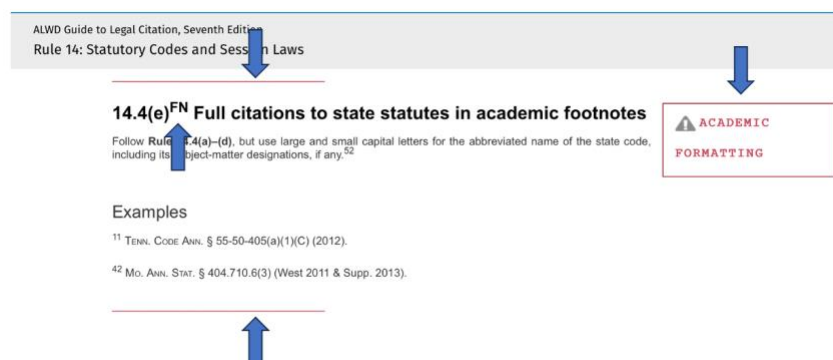 ALWD Guide to Legal Citation, Seventh Edition
Rule 14: Statutory Codes and Session Laws
14.4(e)FN Full citations to state statutes in academic footnotes
ACADEMIC
FORMATTING
Follow Rule 14.4(a)–(d), but use large and small capital letters for the abbreviated name of the state code,
including its subject-matter designations, if any.52
Examples
11 TENN. CODE ANN. § 55-50-405(a)(1)(C) (2012).
42 MO. ANN. STAT. § 404.710.6(3) (West 2011 & Supp. 2013).